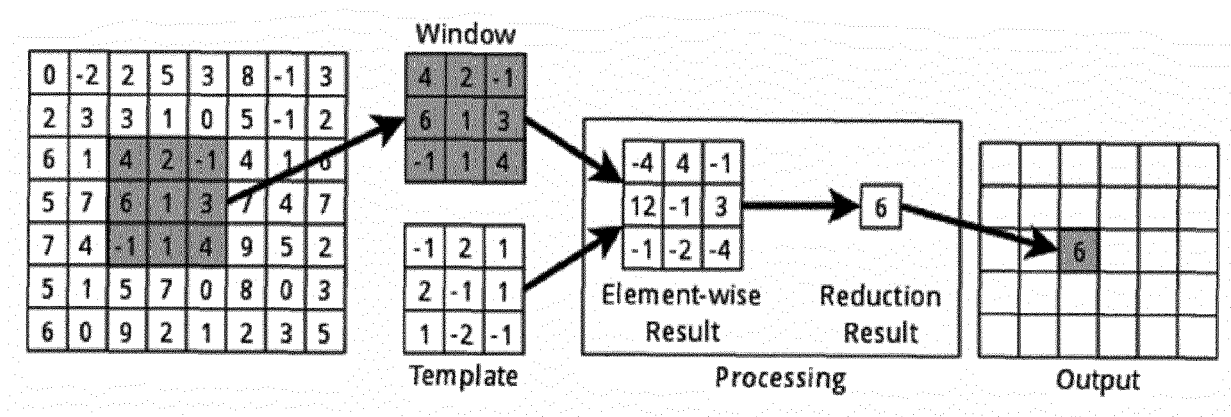 Window
0 -2 2 5 3 8 -1 3
2 3 3 1 0 5 -1 2
6 1 4 2 -1 4 1 6
5 7 6 1 3 7 4 7
7 4 -1 1 4 9 5 2
5 1 5 7 0 8 0 3
6 0 9 2 1 2 3 5
4 2 -1
6 1 3
-1 1 4
-1 2 1
2 -1 1
1 -2 -1
Template
-4 4 -1
12 -1 3
-1 -2 -4
Element-wise
Result
6
Reduction
Result
Processing
6
Output